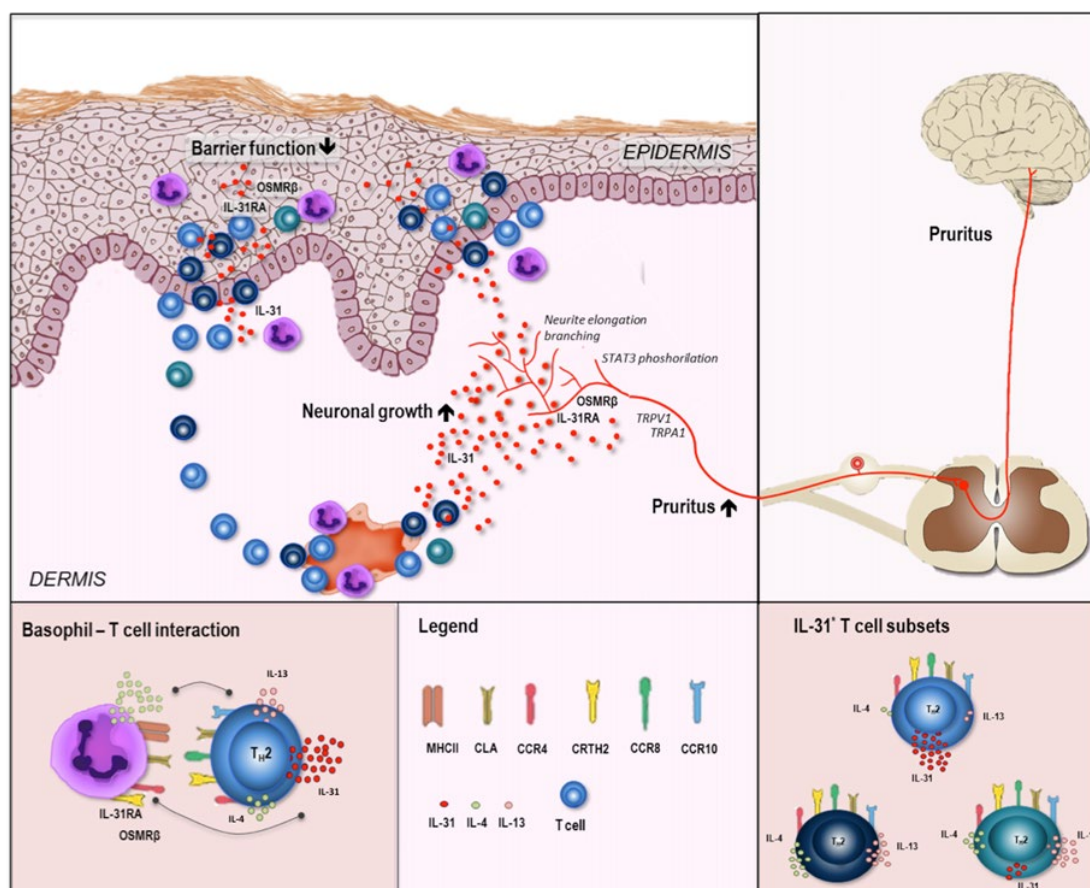 Barrier function
EPIDERMIS
OSMRβ
IL-31RA
IL-31
Neurite elongation
branching
STAT3 phoshorilation
Neuronal growth
OSMRβ
IL-31RA
TRPV1
TRPA1
IL-31
Pruritus
DERMIS
Pruritus
Basophil – T cell interaction
IL-13
TH2
IL-31
IL-31RA
IL-4
OSMRβ
Legend
MHCII CLA CCR4 CRTH2 CCR8 CCR10
IL-31 IL-4 IL-13 T cell
IL-31+ T cell subsets
IL-4
TH2
IL-13
IL-31
IL-4
TH2
IL-13
IL-4
TH2
IL-31